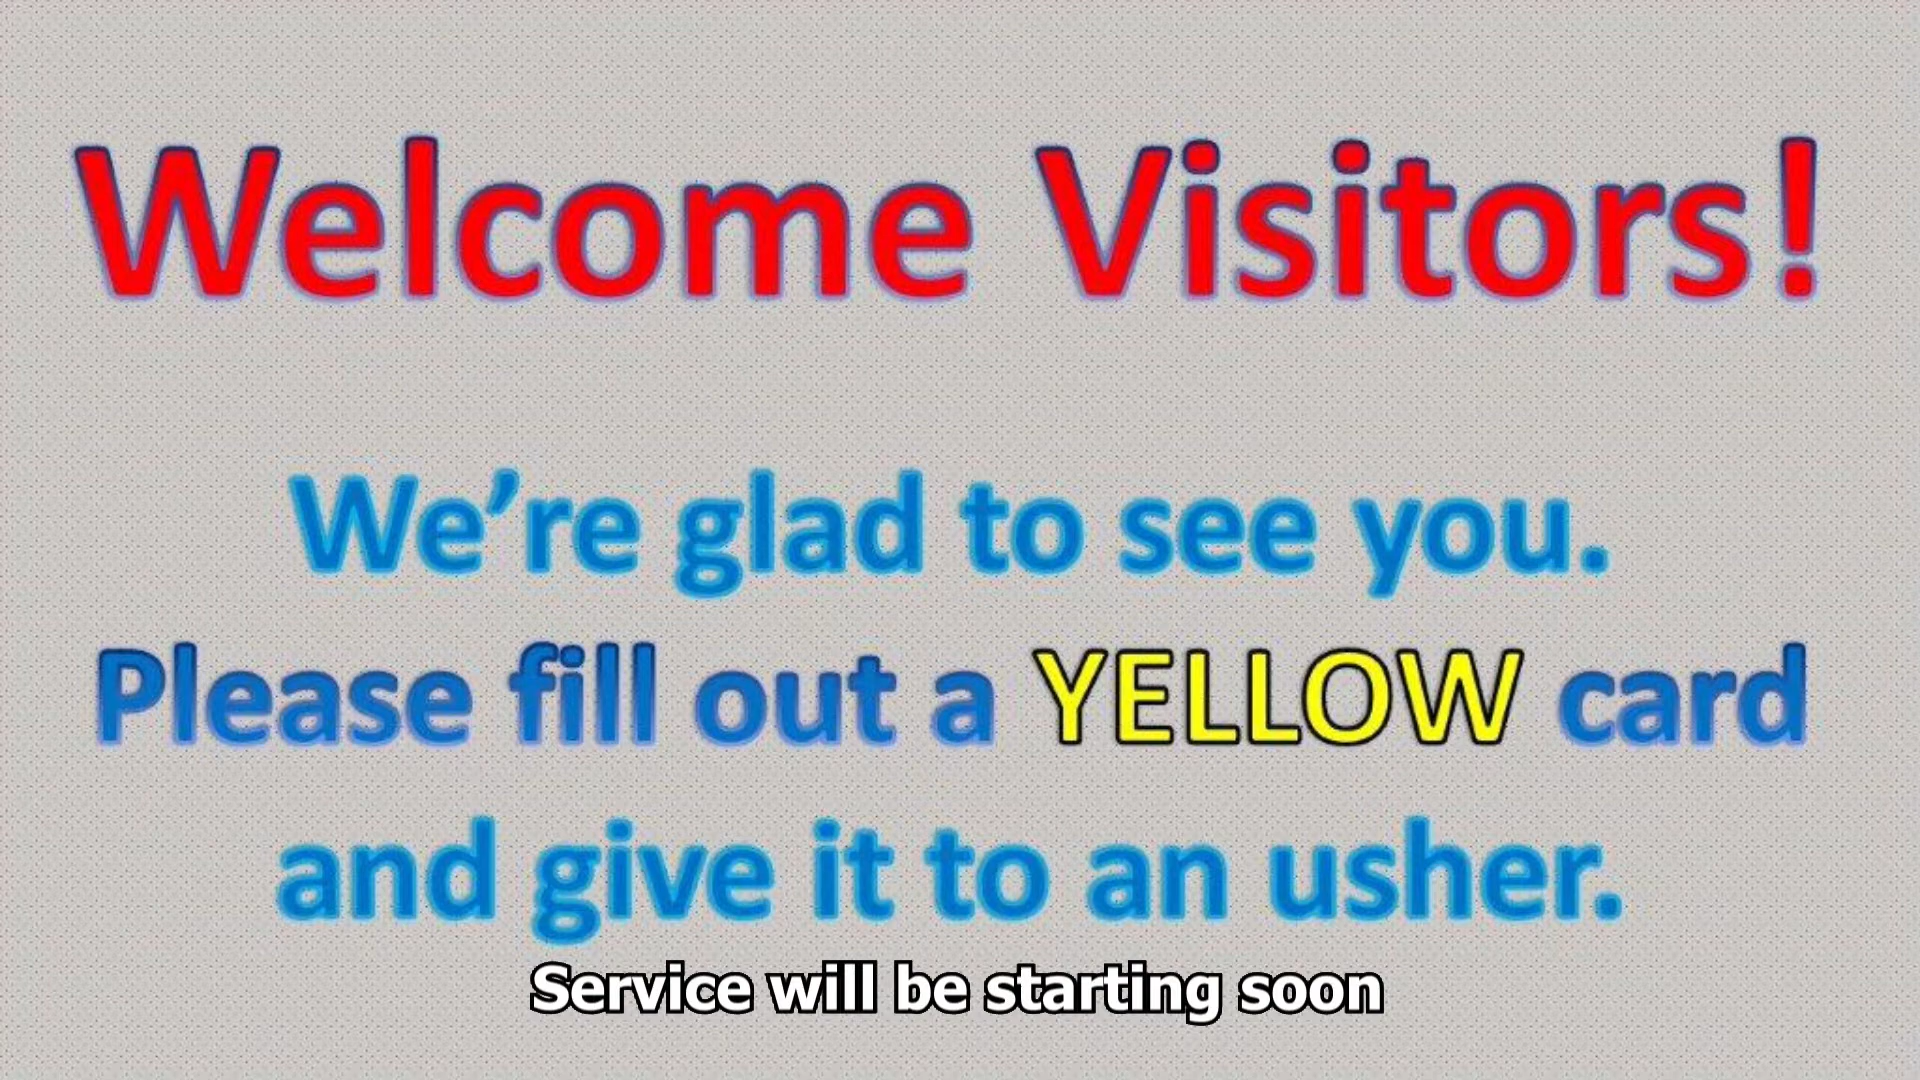 Welcome Visitors!
We’re glad to see you.
Please fill out a YELLOW card
and give it to an usher.
Service will be starting soon